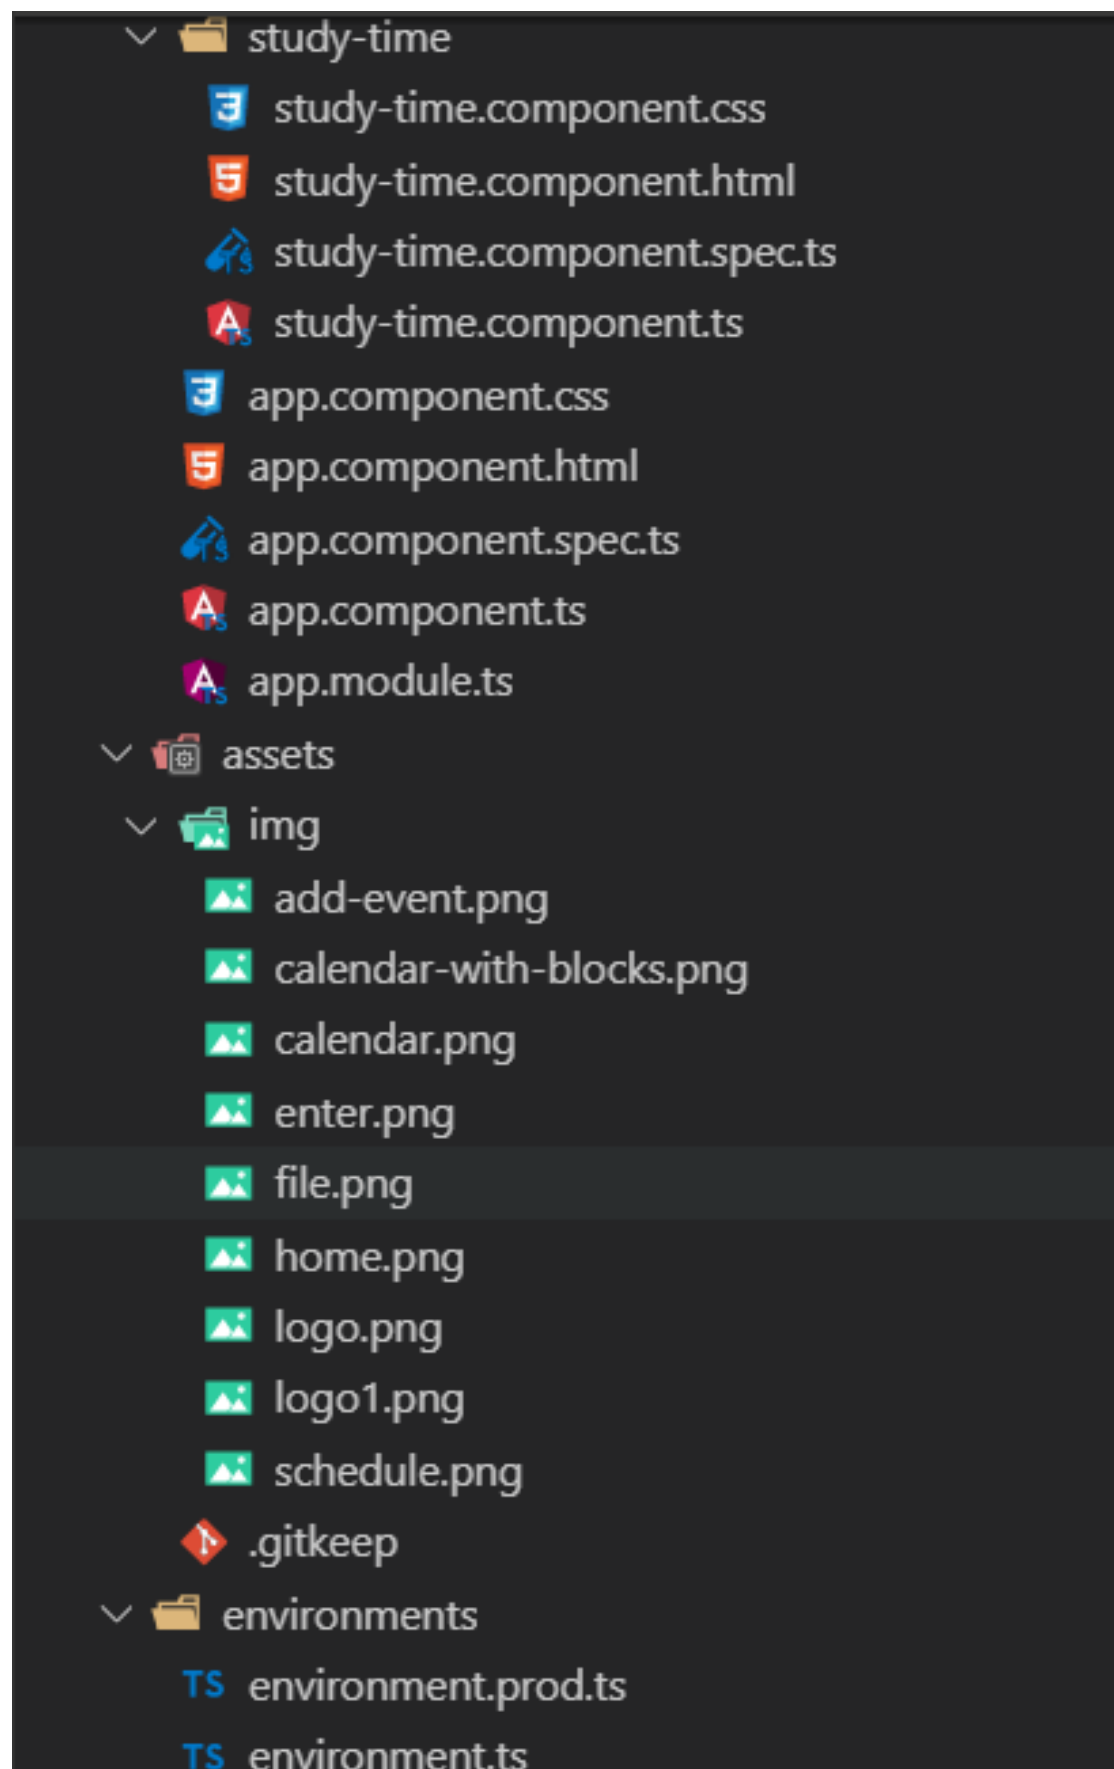 study-time
study-time.component.css
study-time.component.html
study-time.component.spec.ts
study-time.component.ts
app.component.css
app.component.html
app.component.spec.ts
app.component.ts
app.module.ts
assets
img
add-event.png
calendar-with-blocks.png
calendar.png
enter.png
file.png
home.png
logo.png
logo1.png
schedule.png
.gitkeep
environments
TS environment.prod.ts
TS environment.ts